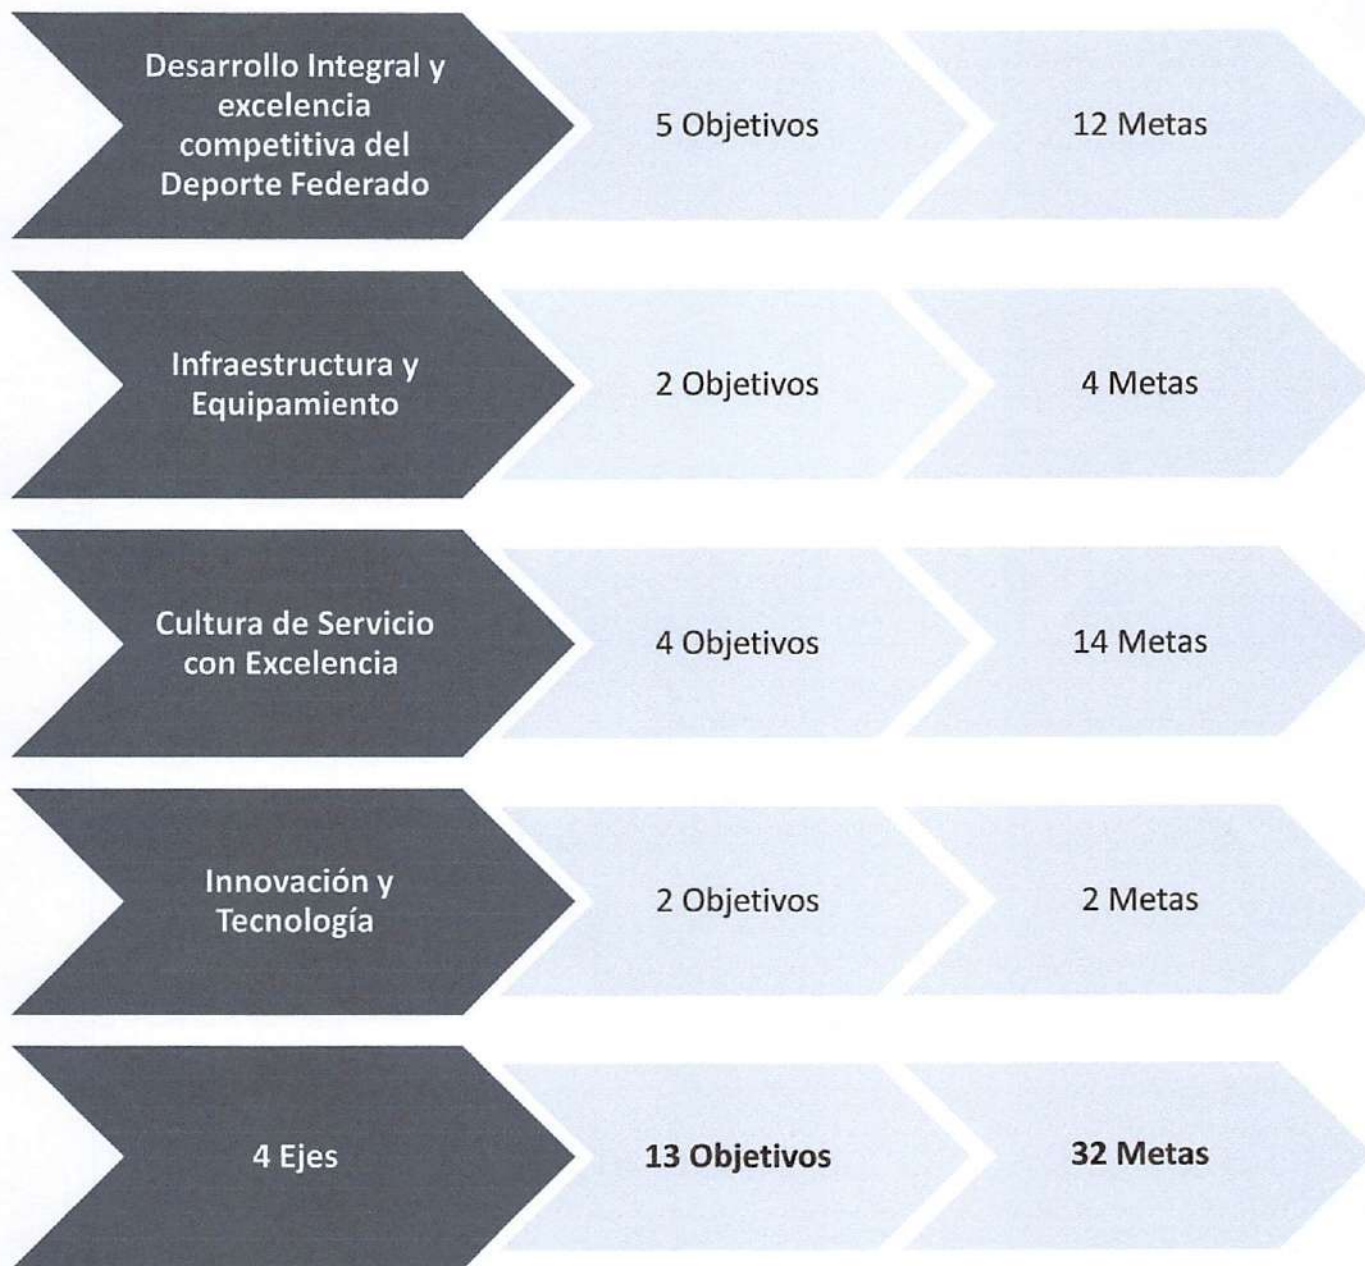 Desarrollo Integral y
excelencia
competitiva del
Deporte Federado
5 Objetivos
12 Metas
Infraestructura y
Equipamiento
2 Objetivos
4 Metas
Cultura de Servicio
con Excelencia
4 Objetivos
14 Metas
Innovación y
Tecnología
2 Objetivos
2 Metas
4 Ejes
13 Objetivos
32 Metas